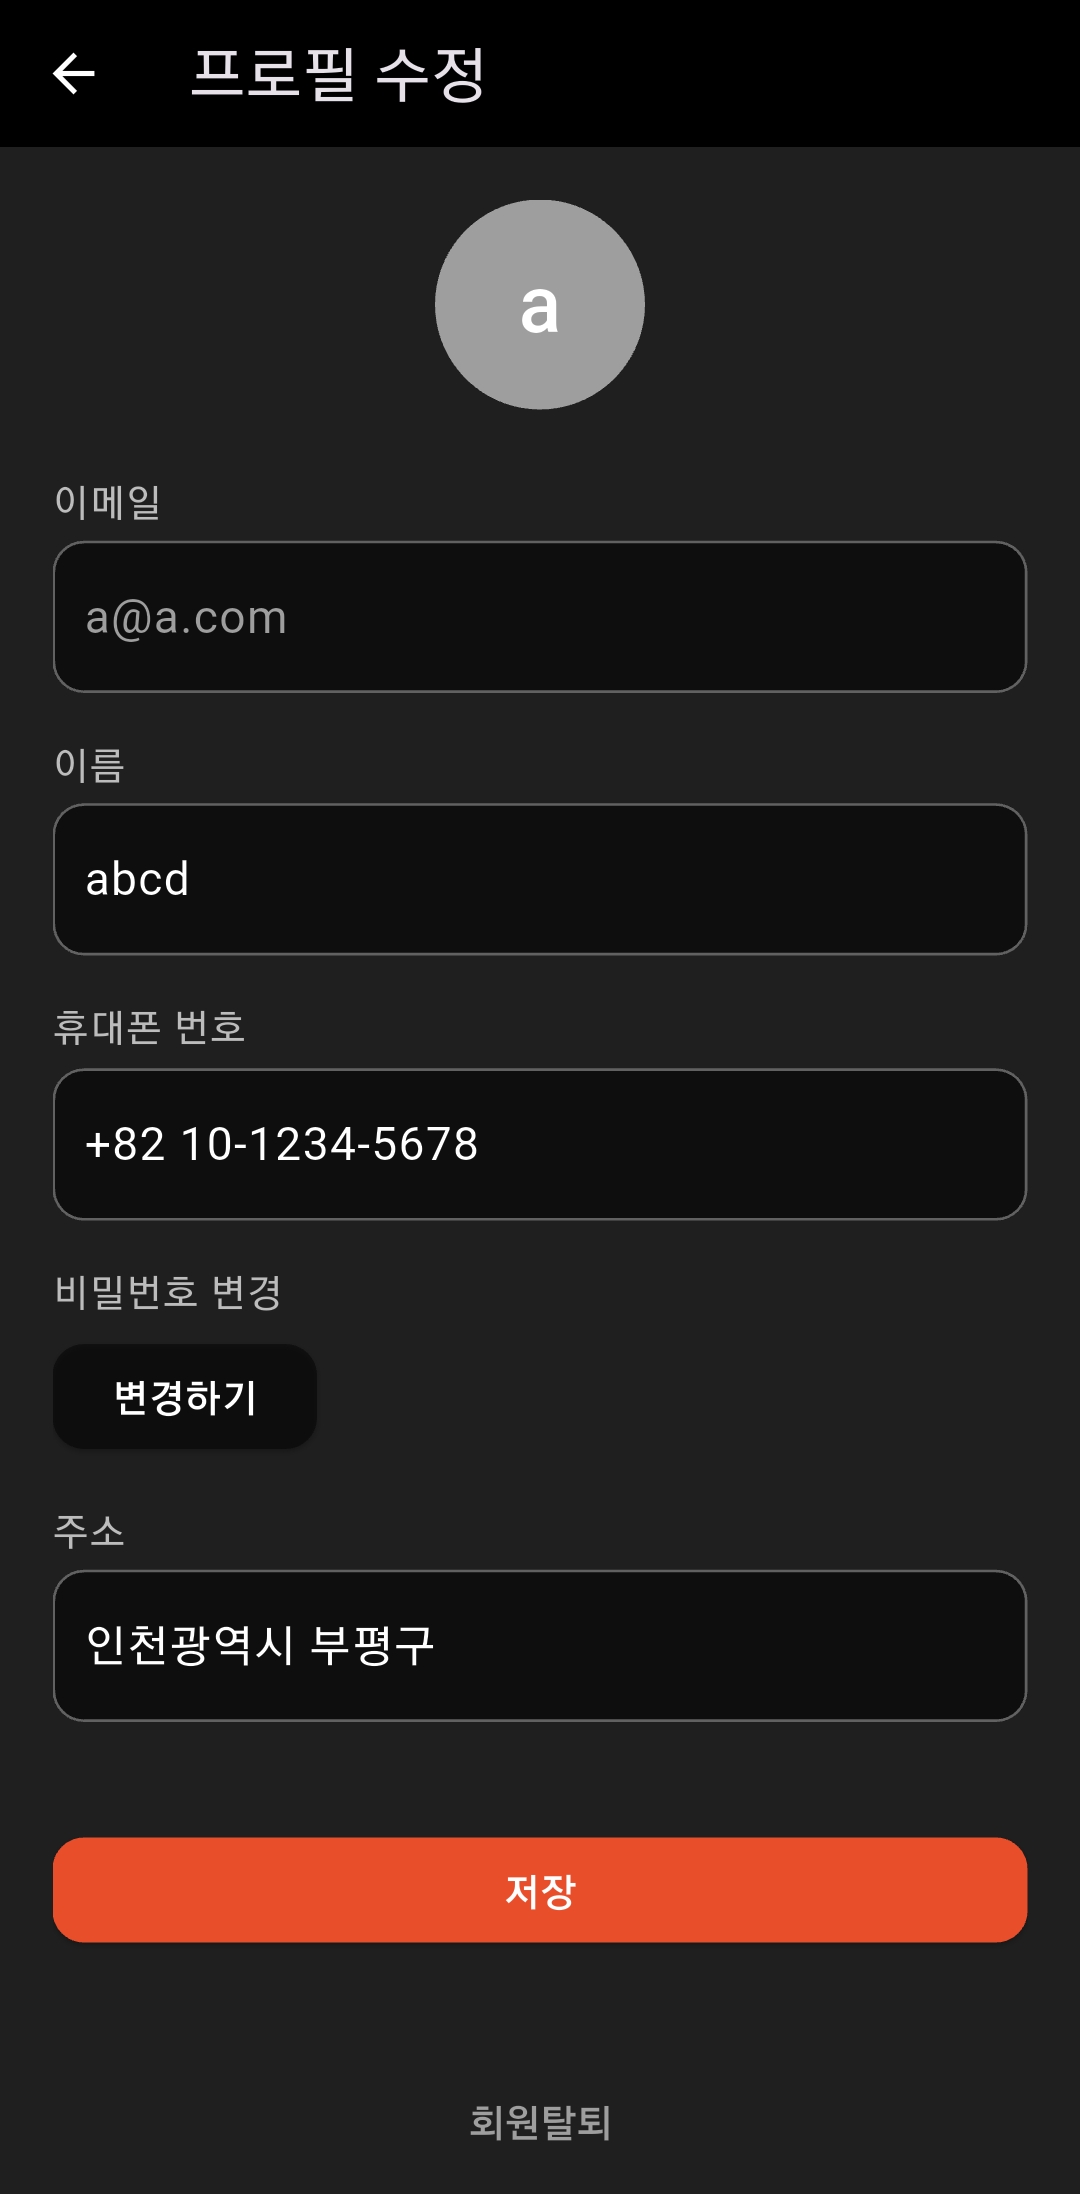 프로필 수정
a
이메일
a@a.com
이름
abcd
휴대폰 번호
+82 10-1234-5678
비밀번호 변경
변경하기
주소
인천광역시 부평구
저장
회원탈퇴